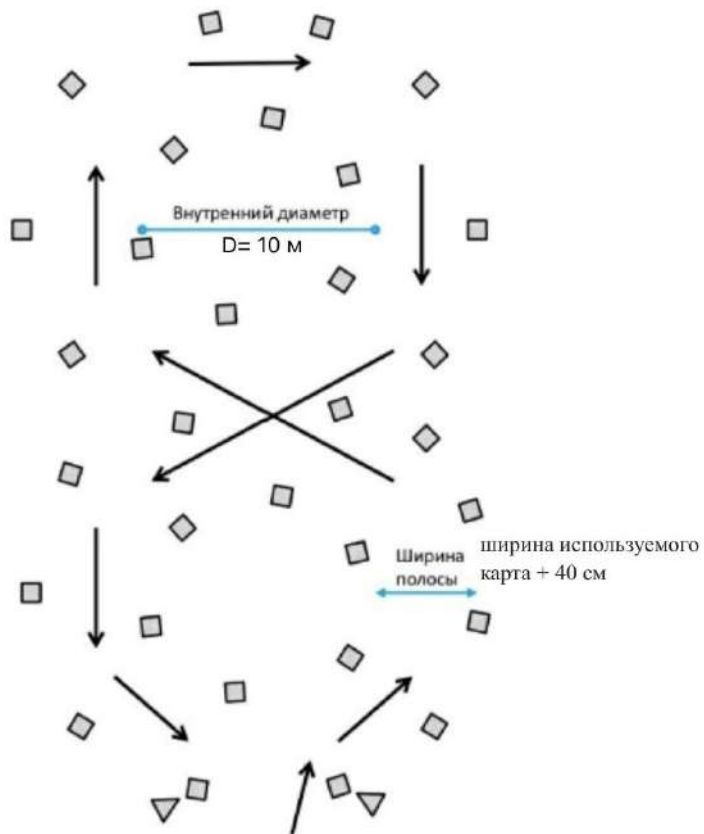 Внутренний диаметр
D= 10 м
Ширина
полосы
ширина используемого
карта + 40 см